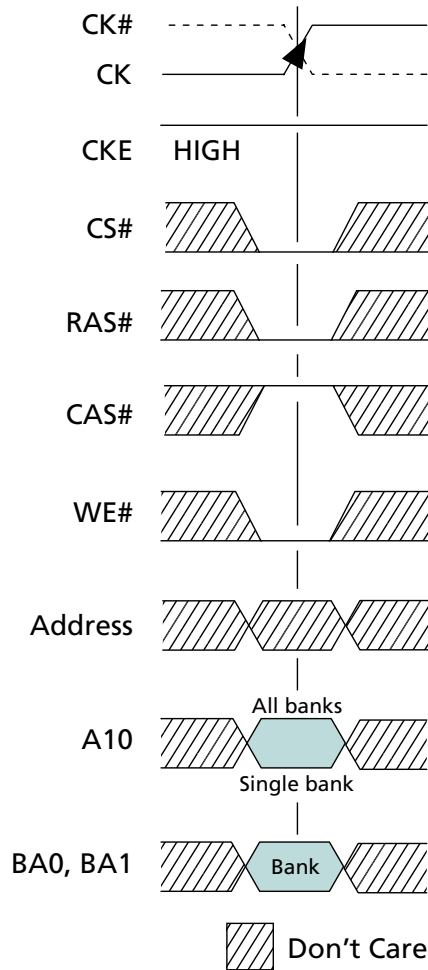 CK#
CK
CKE HIGH
CS#
RAS#
CAS#
WE#
Address
All banks
A10
Single bank
BA0, BA1 Bank
Don't Care